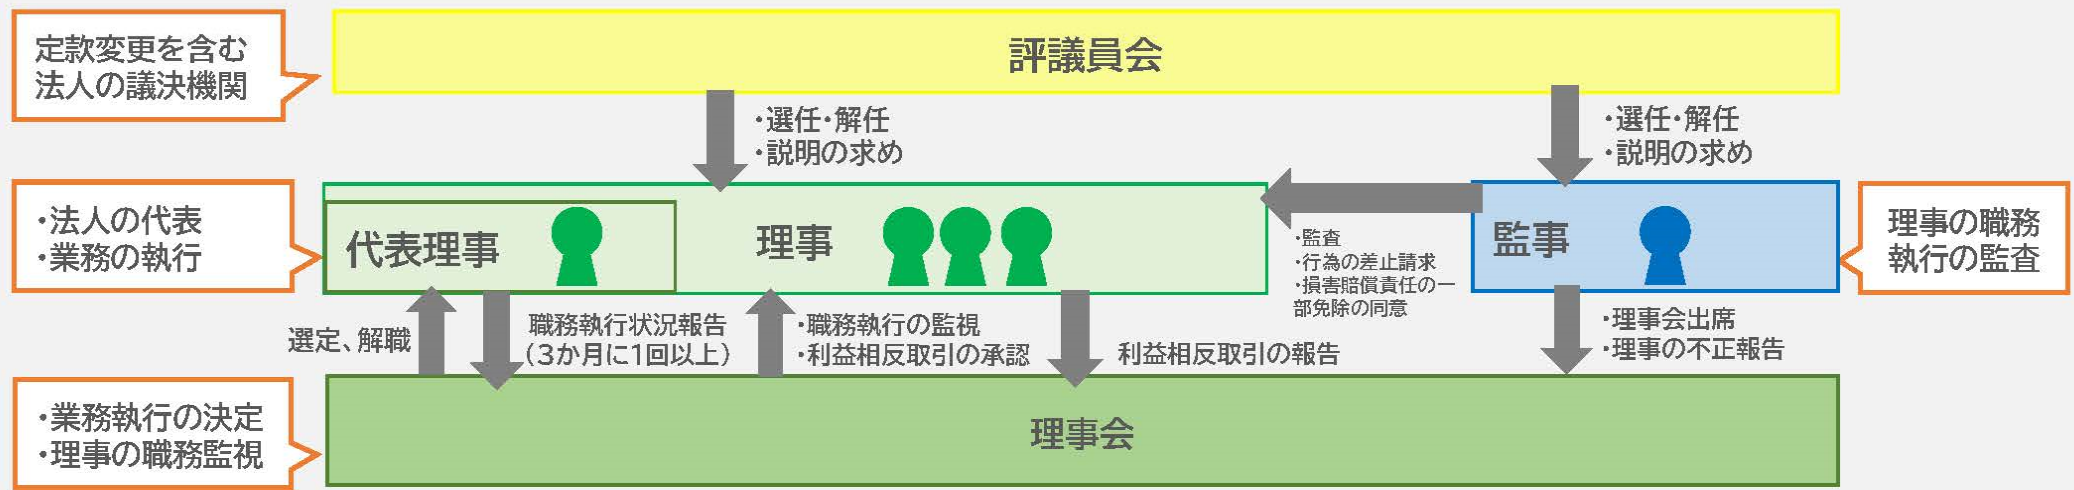 定款変更を含む
法人の議決機関
評議員会
・選任・解任
・説明の求め
・選任・解任
・説明の求め
・法人の代表
・業務の執行
代表理事
理事
・監査
・行為の差止請求
・損害賠償責任の一
部免除の同意
監事
理事の職務
執行の監査
選定、解職
職務執行状況報告
（3か月に1回以上）
・職務執行の監視
・利益相反取引の承認
利益相反取引の報告
・理事会出席
・理事の不正報告
・業務執行の決定
・理事の職務監視
理事会